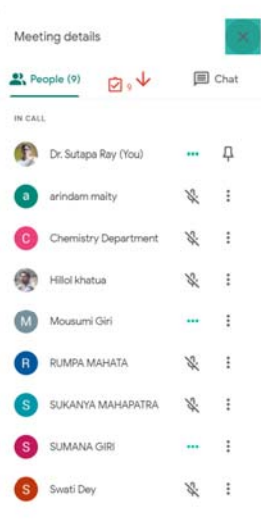 Meeting details
People (9)
9
Chat
IN CALL
Dr. Sutapa Ray (You)
a arindam maity
C Chemistry Department
Hillol khatua
M Mousumi Giri
R RUMPA MAHATA
S SUKANYA MAHAPATRA
S SUMANA GIRI
S Swati Dey